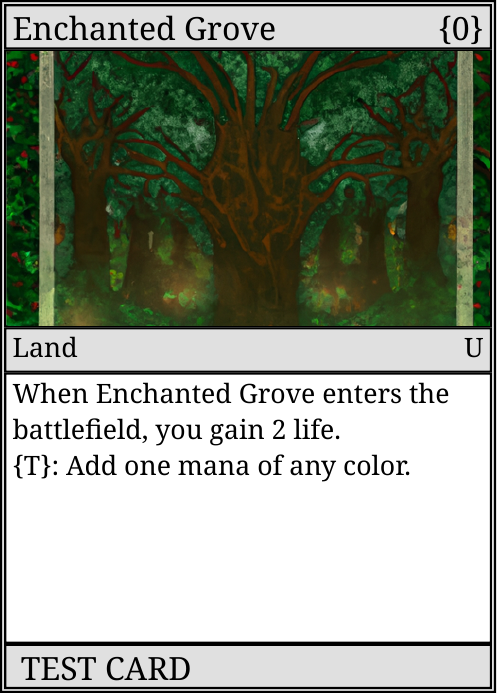 Enchanted Grove {0}
Land U
When Enchanted Grove enters the
battlefield, you gain 2 life.
{T}: Add one mana of any color.
TEST CARD